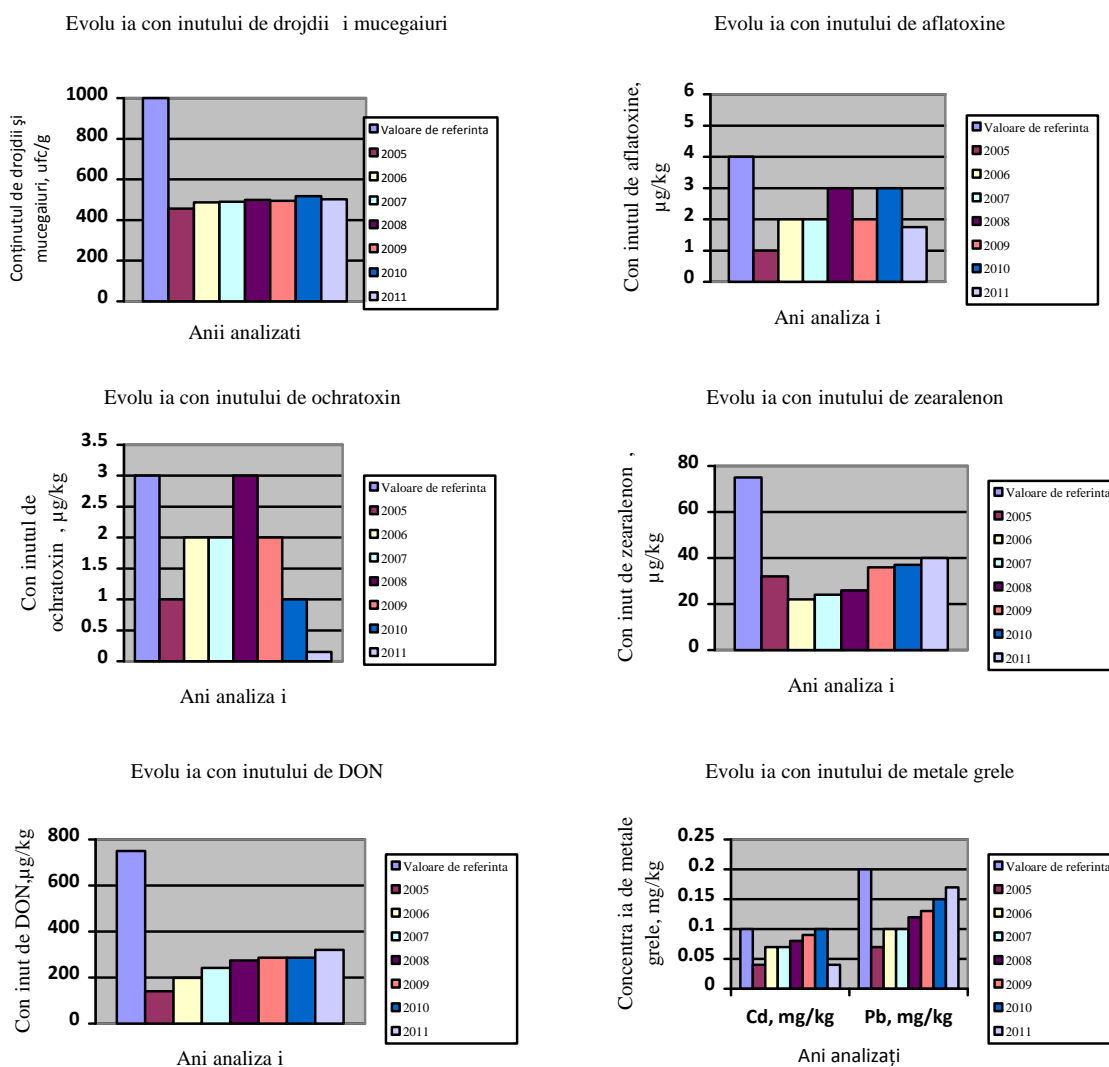 Evolu ia con inutului de drojdii i mucegaiuri
Conținutul de drojdii şi
mucegaiuri, ufc/g
1000
800
600
400
200
0
Anii analizati
Valoare de referinta
2005
2006
2007
2008
2009
2010
2011
Evolu ia con inutului de aflatoxine
Con inutul de aflatoxine,
µg/kg
6
5
4
3
2
1
0
Ani analiza i
Valoare de referinta
2005
2006
2007
2008
2009
2010
2011
Evolu ia con inutului de ochratoxin
Con inutul de
ochratoxin , µg/kg
3.5
3
2.5
2
1.5
1
0.5
0
Ani analiza i
Valoare de referinta
2005
2006
2007
2008
2009
2010
2011
Evolu ia con inutului de zearalenon
Con inut de zearalenon ,
µg/kg
80
60
40
20
0
Ani analiza i
Valoare de referinta
2005
2006
2007
2008
2009
2010
2011
Evolu ia con inutului de DON
Con inut de DON,µg/kg
800
600
400
200
0
Ani analiza i
Valoare de referinta
2005
2006
2007
2008
2009
2010
2011
Evolu ia con inutului de metale grele
Concentra ia de metale
grele, mg/kg
0.25
0.2
0.15
0.1
0.05
0
Cd, mg/kg Pb, mg/kg
Ani analizați
Valoare de referinta
2005
2006
2007
2008
2009
2010
2011